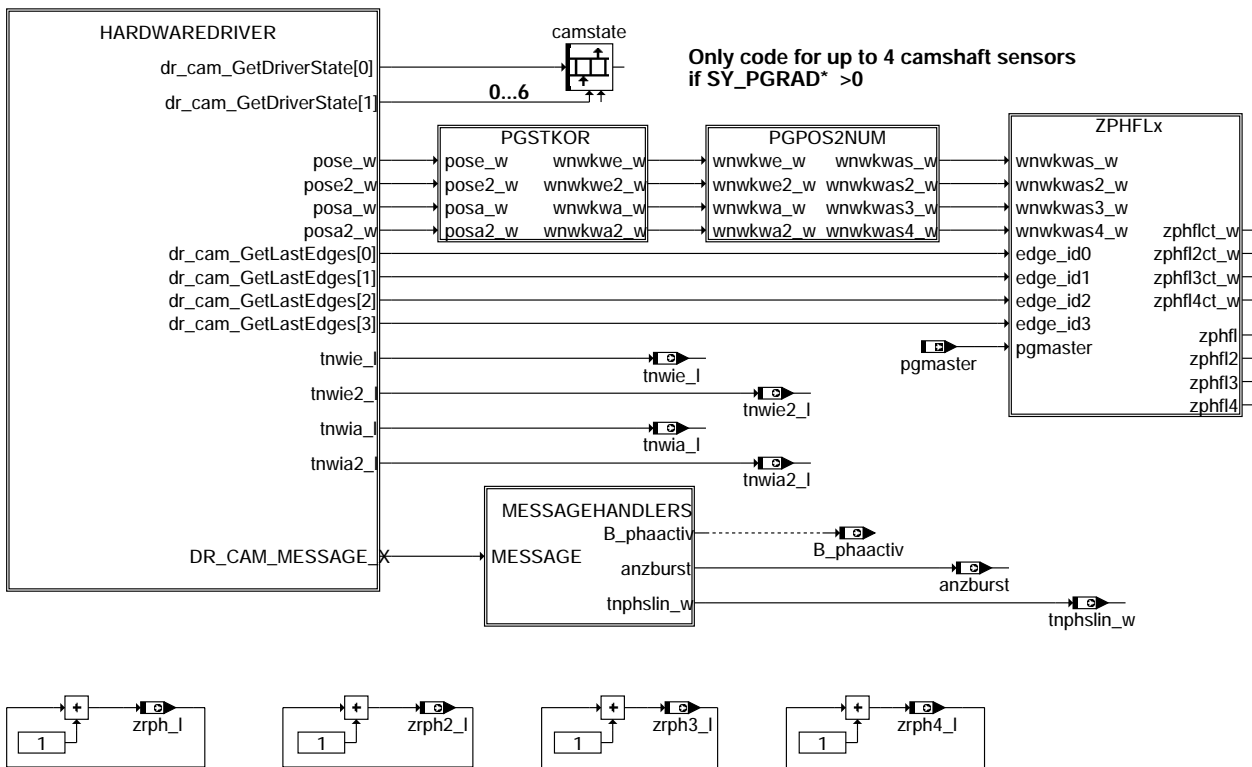 HARDWAREDRIVER
camstate
dr_cam_GetDriverState[0]
dr_cam_GetDriverState[1]
0...6
Only code for up to 4 camshaft sensors
if SY_PGRAD* >0
ZPHFLx
PGSTKOR
PGPOS2NUM
pose_w
pose_w
wnwkwe_w
wnwkwe_w
wnwkwas_w
wnwkwas_w
pose2_w
pose2_w
wnwkwe2_w
wnwkwe2_w
wnwkwas2_w
wnwkwas2_w
posa_w
posa_w
wnwkwa_w
wnwkwa_w
wnwkwas3_w
wnwkwas3_w
posa2_w
posa2_w
wnwkwa2_w
wnwkwa2_w
wnwkwas4_w
wnwkwas4_w
zphflct_w
dr_cam_GetLastEdges[0]
edge_id0
zphfl2ct_w
dr_cam_GetLastEdges[1]
edge_id1
zphfl3ct_w
dr_cam_GetLastEdges[2]
edge_id2
zphfl4ct_w
dr_cam_GetLastEdges[3]
edge_id3
zphfl
pgmaster
pgmaster
zphfl2
zphfl3
zphfl4
tnwie_l
tnwie_l
tnwie2_l
tnwie2_l
tnwia_l
tnwia_l
tnwia2_l
tnwia2_l
MESSAGEHANDLERS
B_phaactiv
B_phaactiv
DR_CAM_MESSAGE_X
MESSAGE
anzburst
anzburst
tnphslin_w
tnphslin_w
+
zrph_l
1
+
zrph2_l
1
+
zrph3_l
1
+
zrph4_l
1